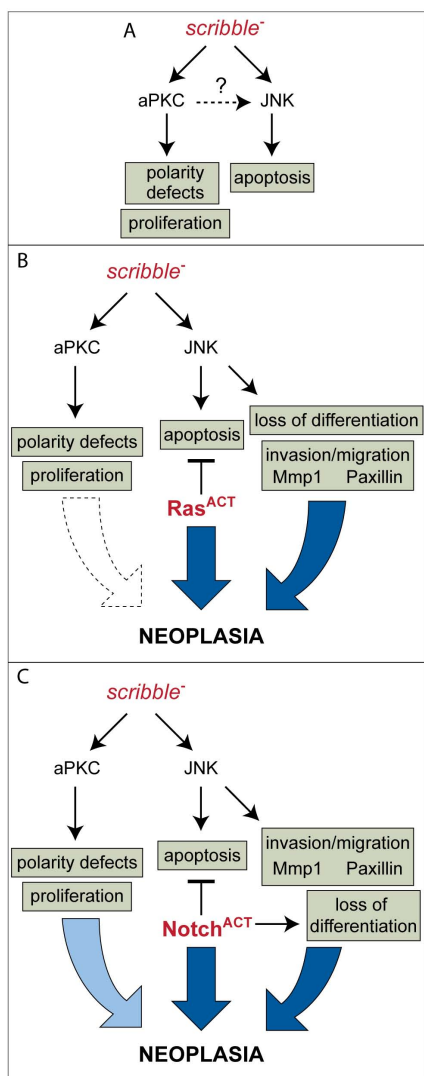 A
scribble-
?
aPKC
JNK
polarity
defects
apoptosis
proliferation
B
scribble-
aPKC
JNK
loss of differentiation
polarity defects
apoptosis
invasion/migration
Mmp1 Paxillin
proliferation
RasACT
NEOPLASIA
C
scribble-
aPKC
JNK
polarity defects
apoptosis
invasion/migration
Mmp1 Paxillin
proliferation
NotchACT
loss of
differentiation
NEOPLASIA